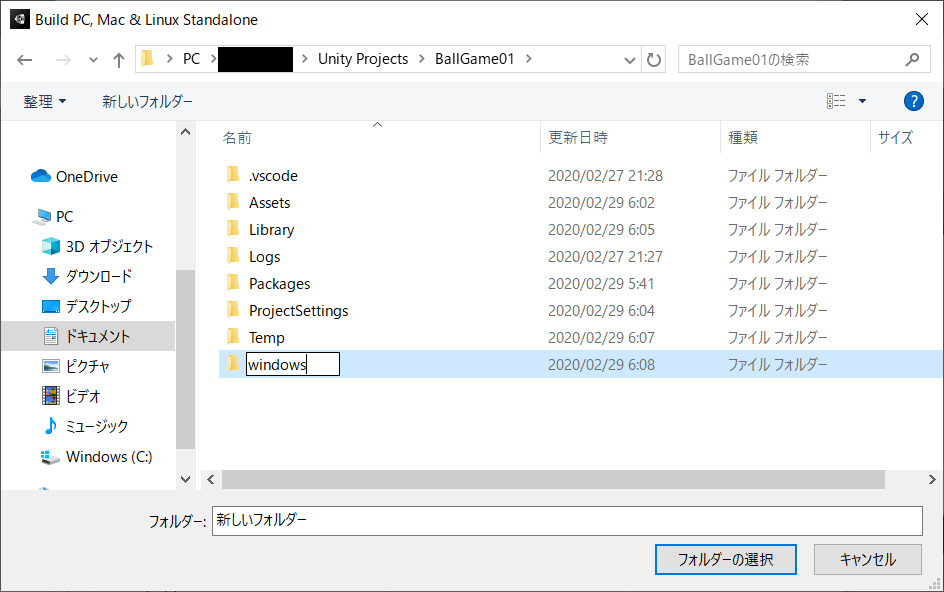 Build PC, Mac & Linux Standalone
PC > Unity Projects > BallGame01 >
BallGame01の検索
整理 新しいフォルダー
名前 更新日時 種類 サイズ
OneDrive
PC
3D オブジェクト
ダウンロード
デスクトップ
ドキュメント
ピクチャ
ビデオ
ミュージック
Windows (C:)
.vscode 2020/02/27 21:28 ファイル フォルダー
Assets 2020/02/29 6:02 ファイル フォルダー
Library 2020/02/29 6:05 ファイル フォルダー
Logs 2020/02/27 21:27 ファイル フォルダー
Packages 2020/02/29 5:41 ファイル フォルダー
ProjectSettings 2020/02/29 6:04 ファイル フォルダー
Temp 2020/02/29 6:07 ファイル フォルダー
windows 2020/02/29 6:08 ファイル フォルダー
フォルダー: 新しいフォルダー
フォルダーの選択 キャンセル